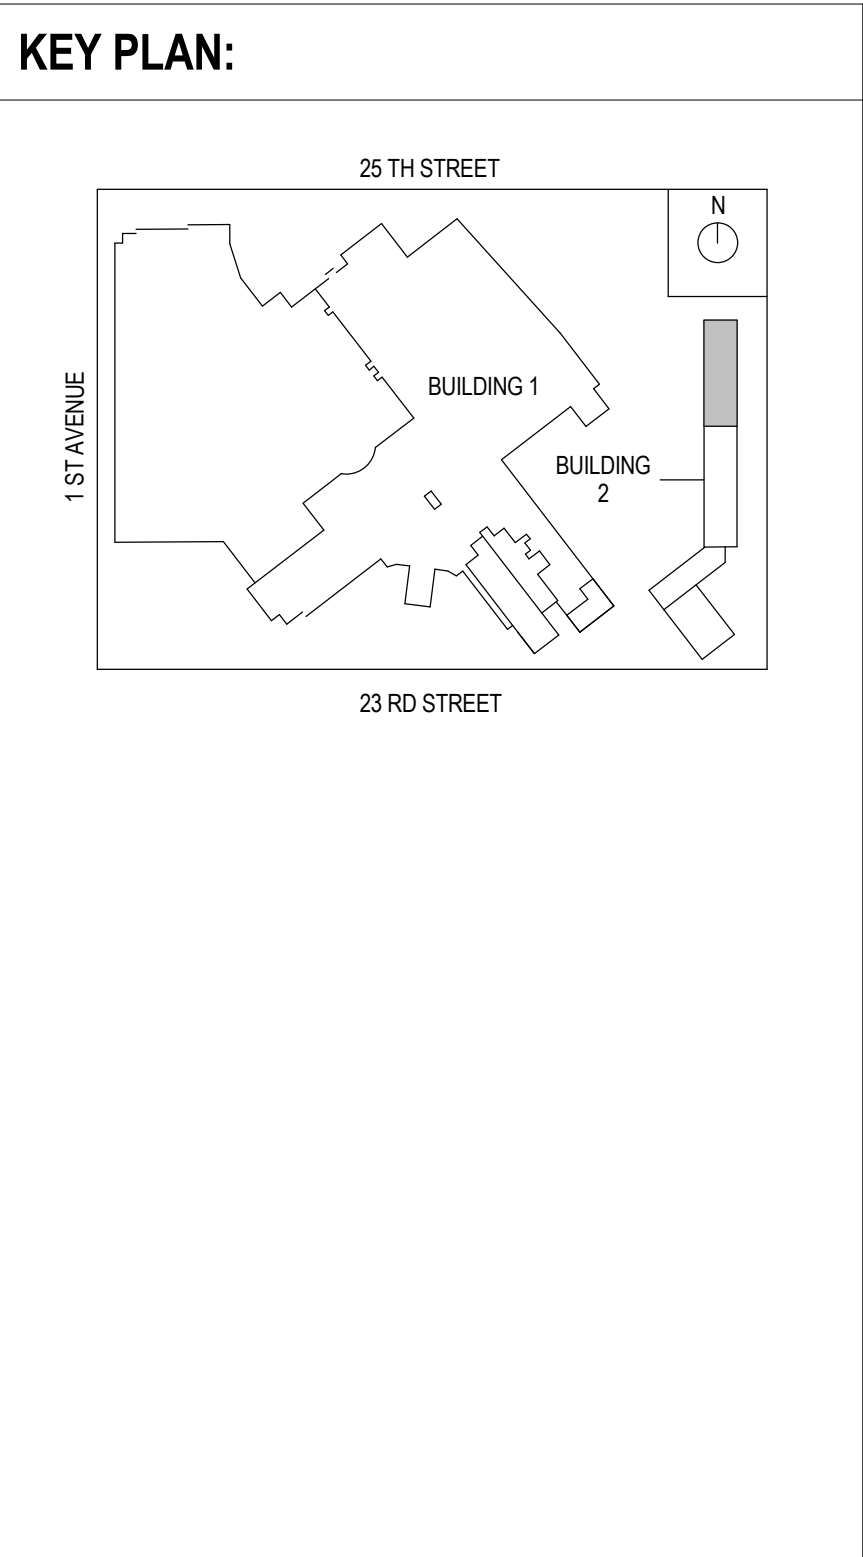 KEY PLAN:
25 TH STREET
N
1 ST AVENUE
BUILDING 1
BUILDING
2
23 RD STREET